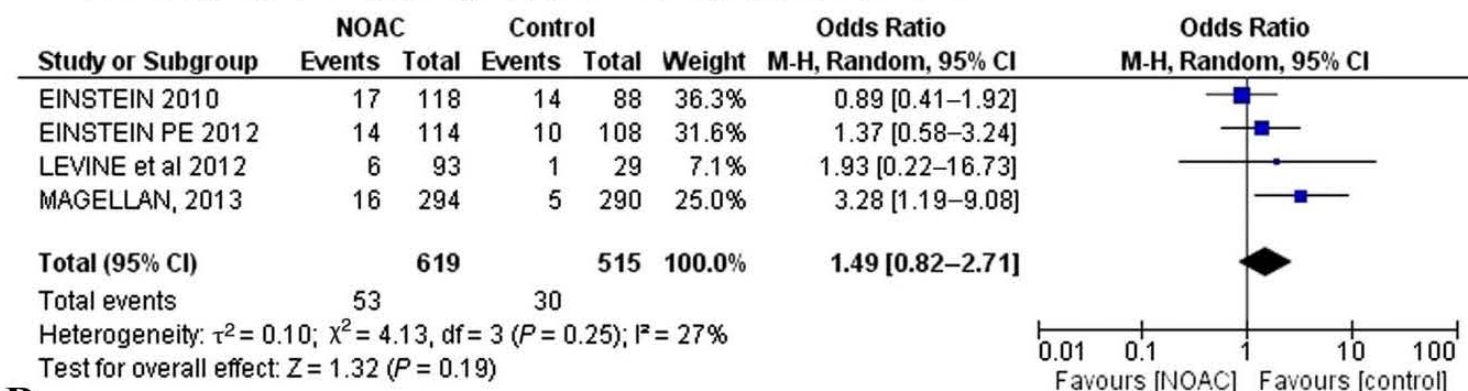 NOAC Control Odds Ratio Odds Ratio
Study or Subgroup Events Total Events Total Weight M-H, Random, 95% CI M-H, Random, 95% CI
EINSTEIN 2010 17 118 14 88 36.3% 0.89 [0.41–1.92]
EINSTEIN PE 2012 14 114 10 108 31.6% 1.37 [0.58–3.24]
LEVINE et al 2012 6 93 1 29 7.1% 1.93 [0.22–16.73]
MAGELLAN, 2013 16 294 5 290 25.0% 3.28 [1.19–9.08]
Total (95% CI) 619 515 100.0% 1.49 [0.82–2.71]
Total events 53 30
Heterogeneity: τ² = 0.10; χ² = 4.13, df = 3 (P = 0.25); I² = 27%
Test for overall effect: Z = 1.32 (P = 0.19)
0.01 0.1 1 10 100
Favours [NOAC] Favours [control]